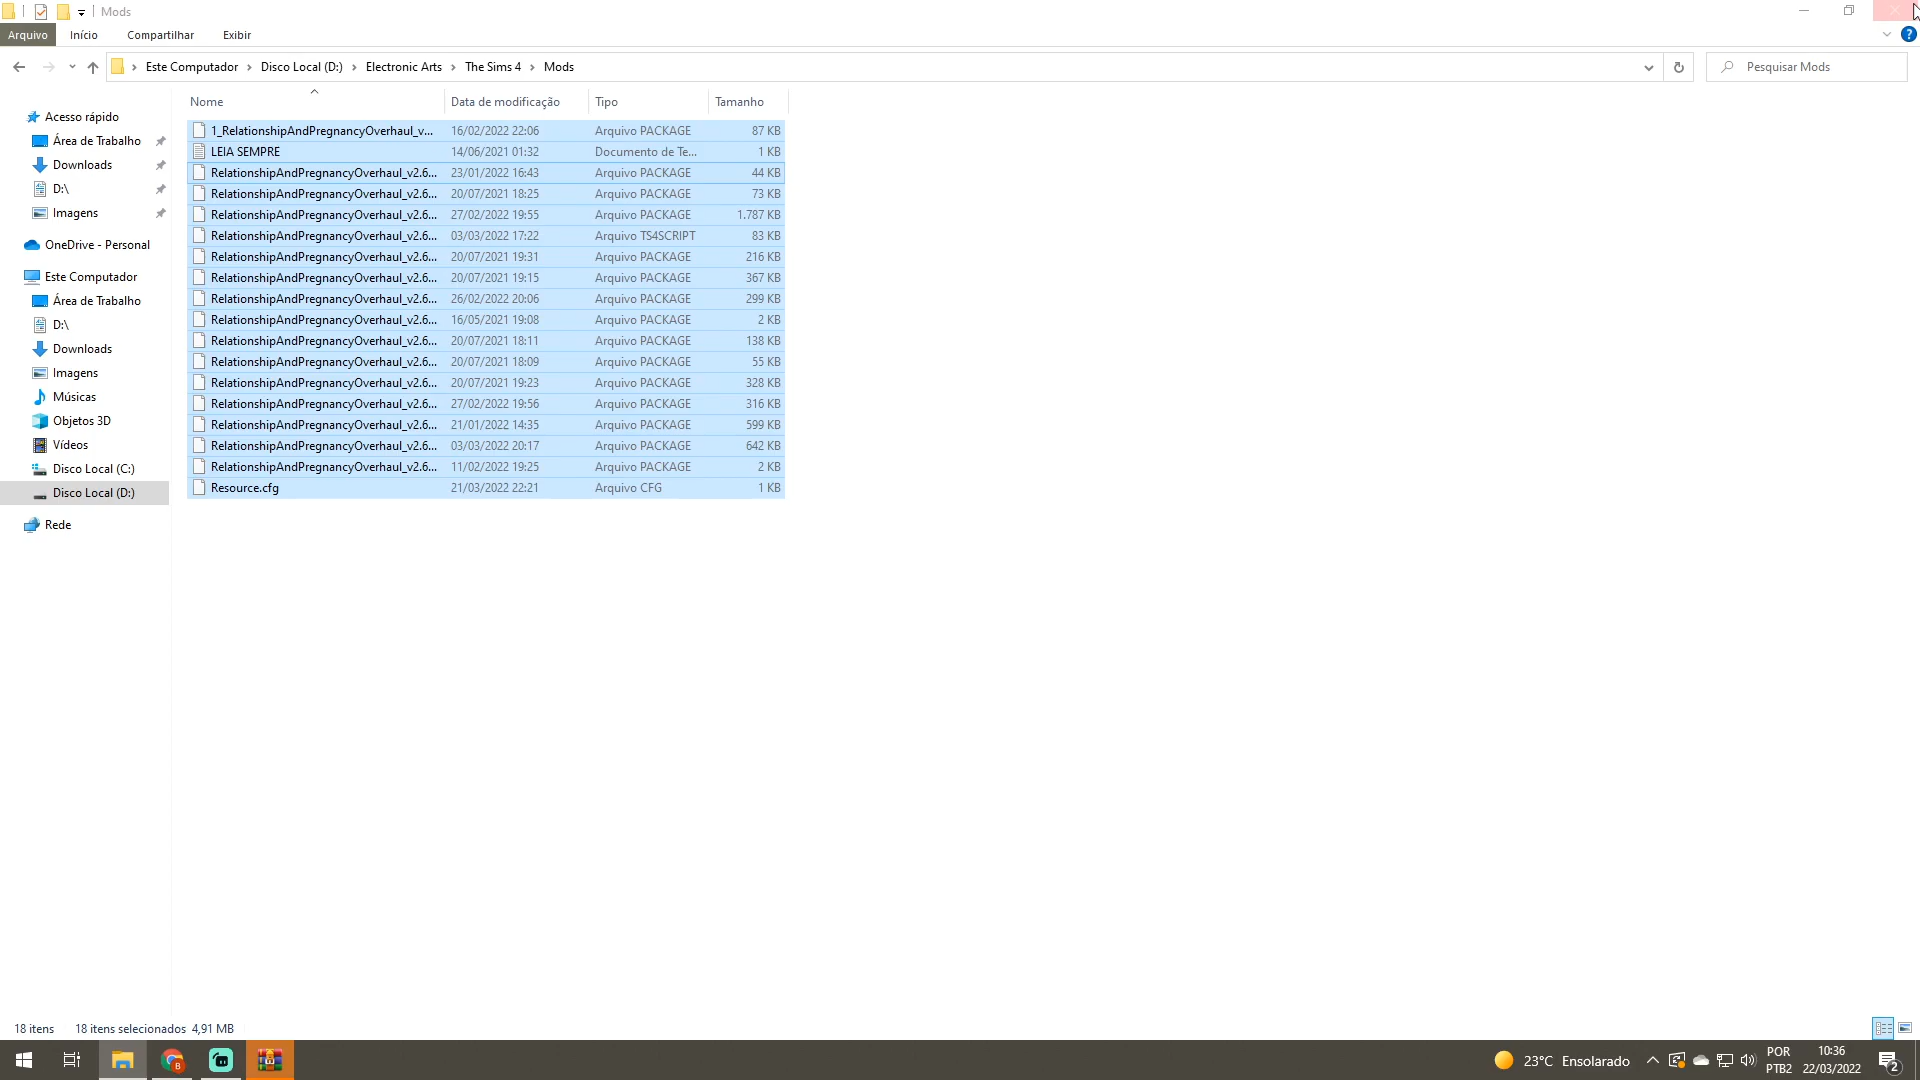 Mods
Arquivo Início Compartilhar Exibir
Este Computador Disco Local (D:) Electronic Arts The Sims 4 Mods
Pesquisar Mods
Nome Data de modificação Tipo Tamanho
1_RelationshipAndPregnancyOverhaul_v... 16/02/2022 22:06 Arquivo PACKAGE 87 KB
LEIA SEMPRE 14/06/2021 01:32 Documento de Te... 1 KB
RelationshipAndPregnancyOverhaul_v2.6... 23/01/2022 16:43 Arquivo PACKAGE 44 KB
RelationshipAndPregnancyOverhaul_v2.6... 20/07/2021 18:25 Arquivo PACKAGE 73 KB
RelationshipAndPregnancyOverhaul_v2.6... 27/02/2022 19:55 Arquivo PACKAGE 1.787 KB
RelationshipAndPregnancyOverhaul_v2.6... 03/03/2022 17:22 Arquivo TS4SCRIPT 83 KB
RelationshipAndPregnancyOverhaul_v2.6... 20/07/2021 19:31 Arquivo PACKAGE 216 KB
RelationshipAndPregnancyOverhaul_v2.6... 20/07/2021 19:15 Arquivo PACKAGE 367 KB
RelationshipAndPregnancyOverhaul_v2.6... 26/02/2022 20:06 Arquivo PACKAGE 299 KB
RelationshipAndPregnancyOverhaul_v2.6... 16/05/2021 19:08 Arquivo PACKAGE 2 KB
RelationshipAndPregnancyOverhaul_v2.6... 20/07/2021 18:11 Arquivo PACKAGE 138 KB
RelationshipAndPregnancyOverhaul_v2.6... 20/07/2021 18:09 Arquivo PACKAGE 55 KB
RelationshipAndPregnancyOverhaul_v2.6... 20/07/2021 19:23 Arquivo PACKAGE 328 KB
RelationshipAndPregnancyOverhaul_v2.6... 27/02/2022 19:56 Arquivo PACKAGE 316 KB
RelationshipAndPregnancyOverhaul_v2.6... 21/01/2022 14:35 Arquivo PACKAGE 599 KB
RelationshipAndPregnancyOverhaul_v2.6... 03/03/2022 20:17 Arquivo PACKAGE 642 KB
RelationshipAndPregnancyOverhaul_v2.6... 11/02/2022 19:25 Arquivo PACKAGE 2 KB
Resource.cfg 21/03/2022 22:21 Arquivo CFG 1 KB
Acesso rápido
Área de Trabalho
Downloads
D:\
Imagens
OneDrive - Personal
Este Computador
Área de Trabalho
D:\
Downloads
Imagens
Músicas
Objetos 3D
Vídeos
Disco Local (C:)
Disco Local (D:)
Rede
18 itens 18 itens selecionados 4,91 MB
23°C Ensolarado
POR
PTB2
10:36
22/03/2022
2